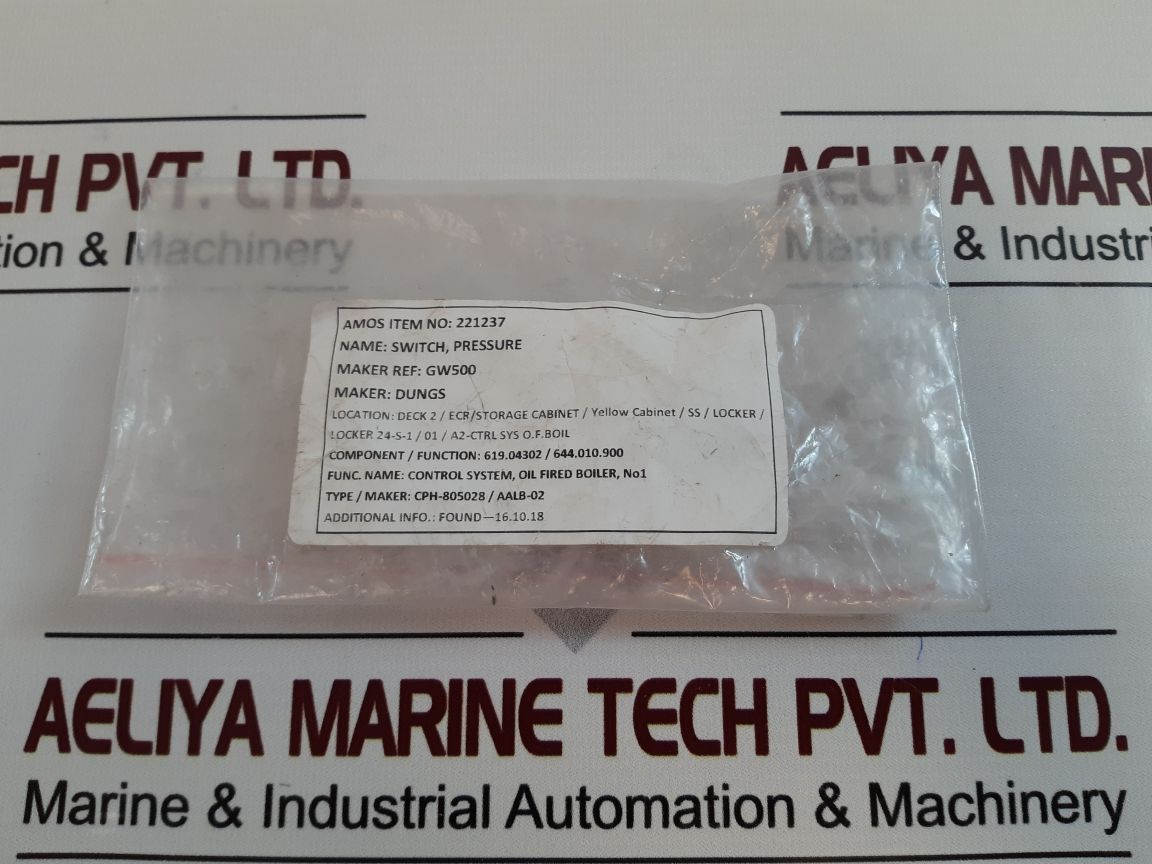 CH PVT. LTD.
tion & Machinery
AELIYA MARI
Marine & Industri
AMOS ITEM NO: 221237
NAME: SWITCH, PRESSURE
MAKER REF: GW500
MAKER: DUNGS
LOCATION: DECK 2 / ECR/STORAGE CABINET / Yellow Cabinet / SS / LOCKER /
LOCKER 24-S-1 / 01 / A2-CTRL SYS O.F.BOIL
COMPONENT / FUNCTION: 619.04302 / 644.010.900
FUNC. NAME: CONTROL SYSTEM, OIL FIRED BOILER, No1
TYPE / MAKER: CPH-805028 / AALB-02
ADDITIONAL INFO.: FOUND—16.10.18
AELIYA MARINE TECH PVT. LTD.
Marine & Industrial Automation & Machinery